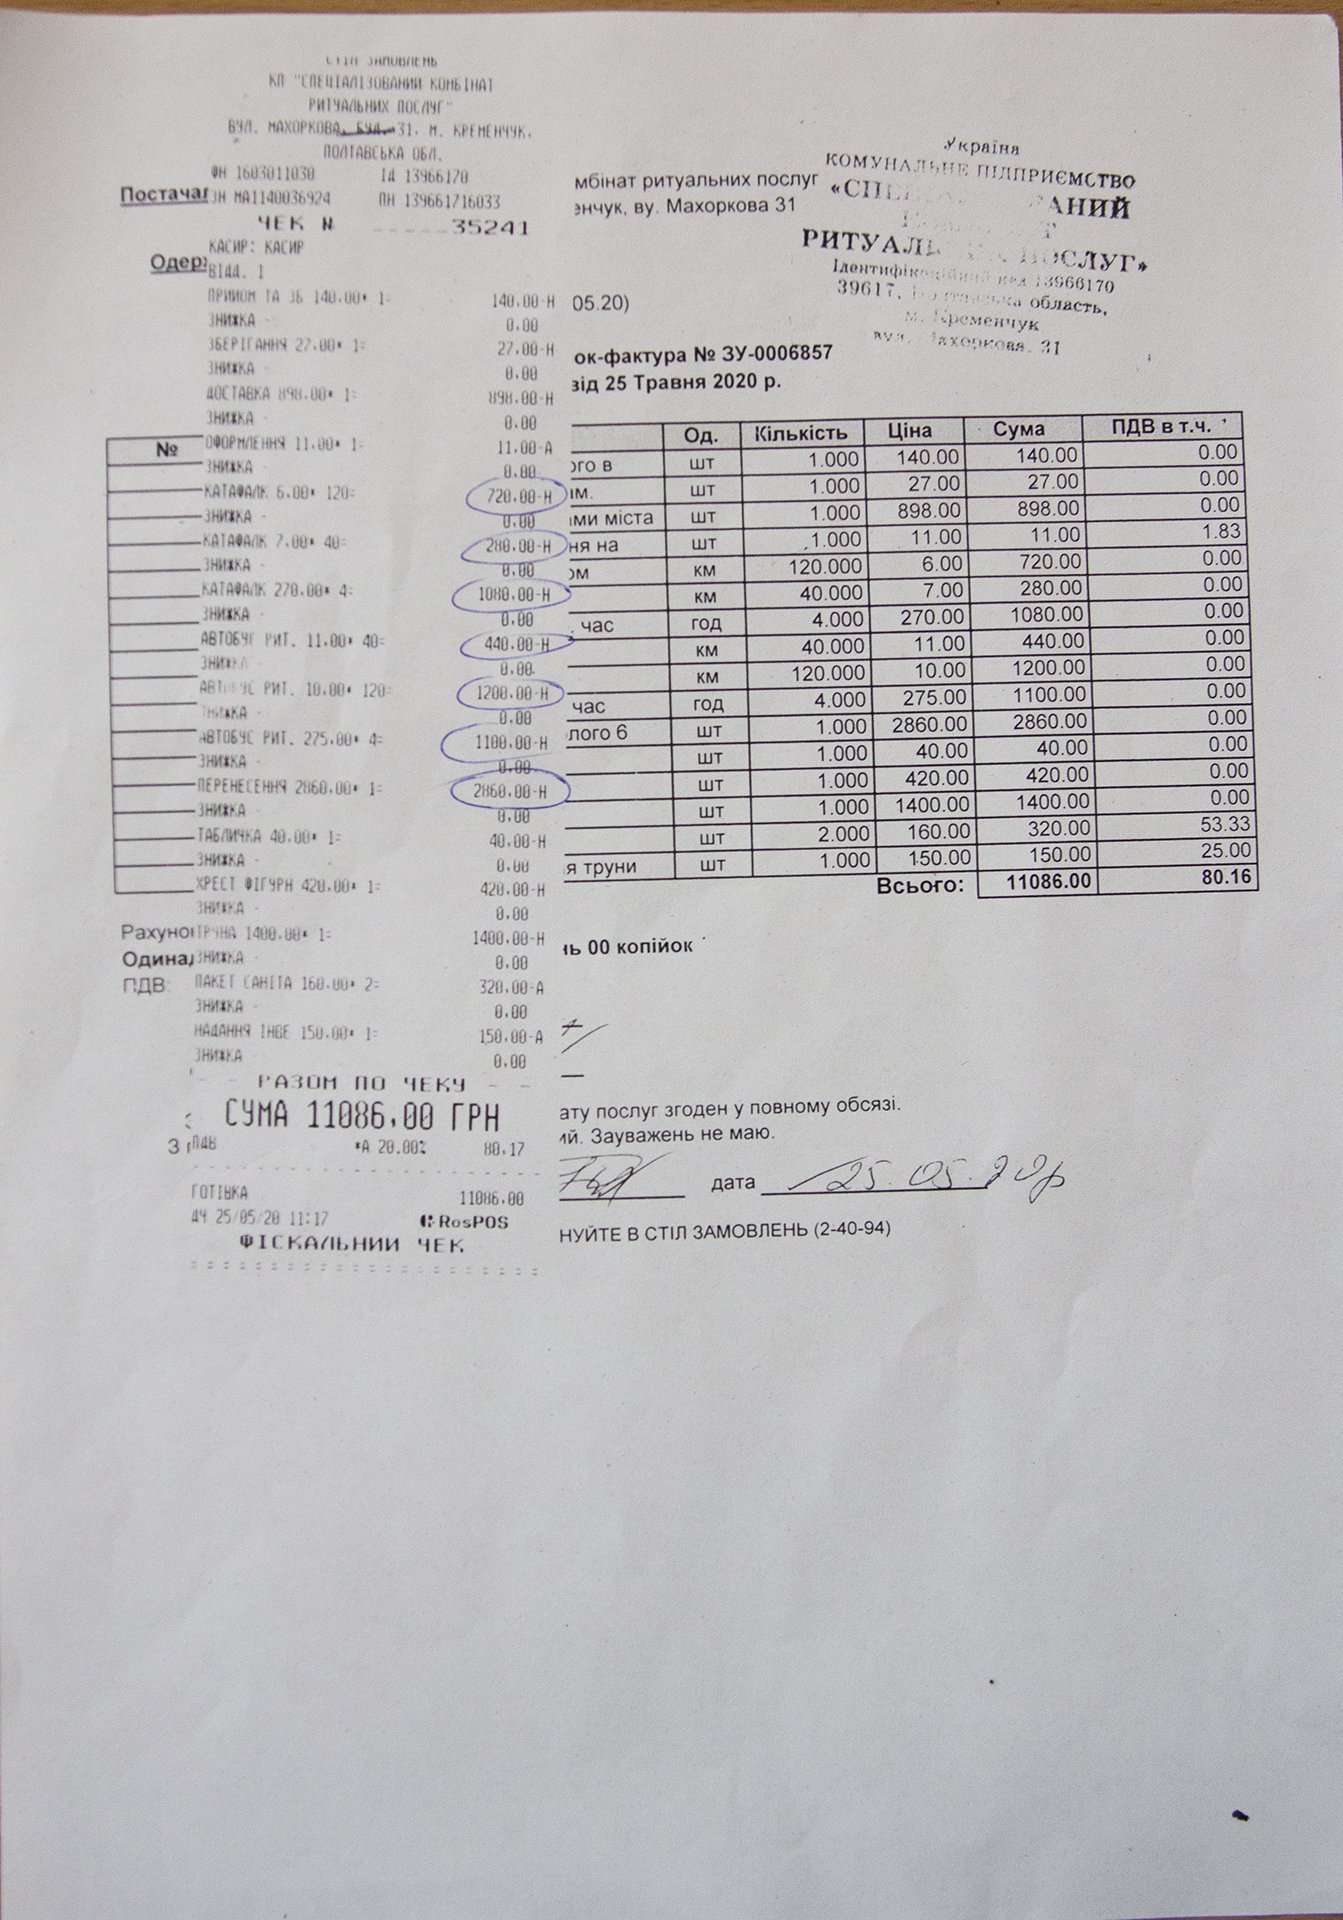 СТІЛ ЗАМОВЛЕНЬ
КП "СПЕЦІАЛІЗОВАНИЙ КОМБІНАТ
РИТУАЛЬНИХ ПОСЛУГ"
ВУЛ. МАХОРКОВА, БУД. 31, М. КРЕМЕНЧУК,
ПОЛТАВСЬКА ОБЛ.
ФН 1603011030 ІД 13966170
ЗН МА1140036924 ПН 139661716033
ЧЕК N 35241
КАСИР: КАСИР
ВІДД. 1
ПРИЙОМ ТА ЗБ 140.00* 1= 140.00-Н
ЗНИЖКА 0.00
ЗБЕРІГАННЯ 27.00* 1= 27.00-Н
ЗНИЖКА 0.00
ДОСТАВКА 898.00* 1= 898.00-Н
ЗНИЖКА - 0.00
ОФОРМЛЕННЯ 11.00* 1= 11.00-А
ЗНИЖКА - 0.00
КАТАФАЛК 6.00* 120= 720.00-Н
ЗНИЖКА - 0.00
КАТАФАЛК 7.00* 40= 280.00-Н
ЗНИЖКА - 0.00
КАТАФАЛК 270.00* 4= 1080.00-Н
ЗНИЖКА 0.00
АВТОБУС РИТ. 11.00* 40= 440.00-Н
ЗНИЖКА 0.00
АВТОБУС РИТ. 10.00* 120= 1200.00-Н
ЗНИЖКА - 0.00
АВТОБУС РИТ. 275.00* 4= 1100.00-Н
ЗНИЖКА - 0.00
ПЕРЕНЕСЕННЯ 2860.00* 1= 2860.00-Н
ЗНИЖКА - 0.00
ТАБЛИЧКА 40.00* 1= 40.00-Н
ЗНИЖКА - 0.00
ХРЕСТ ФІГУРН 420.00* 1= 420.00-Н
ЗНИЖКА - 0.00
ТРУНА 1400.00* 1= 1400.00-Н
ЗНИЖКА - 0.00
ПАКЕТ САНІТА 160.00* 2= 320.00-А
ЗНИЖКА - 0.00
НАДАННЯ ІНВЕ 150.00* 1= 150.00-А
ЗНИЖКА - 0.00
РАЗОМ ПО ЧЕКУ
СУМА 11086.00 ГРН
ПДВ *А 20.00% 80.17
ГОТІВКА 11086.00
ДЧ 25/05/20 11:17 RosPOS
ФІСКАЛЬНИЙ ЧЕК
Постачал
Одер
мбінат ритуальних послуг
енчук, ву. Махоркова 31
05.20)
ок-фактура № ЗУ-0006857
від 25 Травня 2020 р.
Україна
КОМУНАЛЬНЕ ПІДПРИЄМСТВО
РИТУАЛЬНИХ ПОСЛУГ»
Ідентифікаційний код 13966170
39617, Полтавська область,
м. Кременчук
вул. Махоркова, 31
№ Од. Кількість Ціна Сума ПДВ в т.ч.
ого в шт 1.000 140.00 140.00 0.00
им. шт 1.000 27.00 27.00 0.00
ями міста шт 1.000 898.00 898.00 0.00
ня на шт 1.000 11.00 11.00 1.83
ом км 120.000 6.00 720.00 0.00
км 40.000 7.00 280.00 0.00
час год 4.000 270.00 1080.00 0.00
км 40.000 11.00 440.00 0.00
км 120.000 10.00 1200.00 0.00
час год 4.000 275.00 1100.00 0.00
лого 6 шт 1.000 2860.00 2860.00 0.00
шт 1.000 40.00 40.00 0.00
шт 1.000 420.00 420.00 0.00
шт 1.000 1400.00 1400.00 0.00
шт 2.000 160.00 320.00 53.33
я труни шт 1.000 150.00 150.00 25.00
Всього: 11086.00 80.16
Рахуно
Одина
нь 00 копійок
ПДВ:
ату послуг згоден у повному обсязі.
ий. Зауважень не маю.
дата 25.05.20р
НУЙТЕ В СТІЛ ЗАМОВЛЕНЬ (2-40-94)